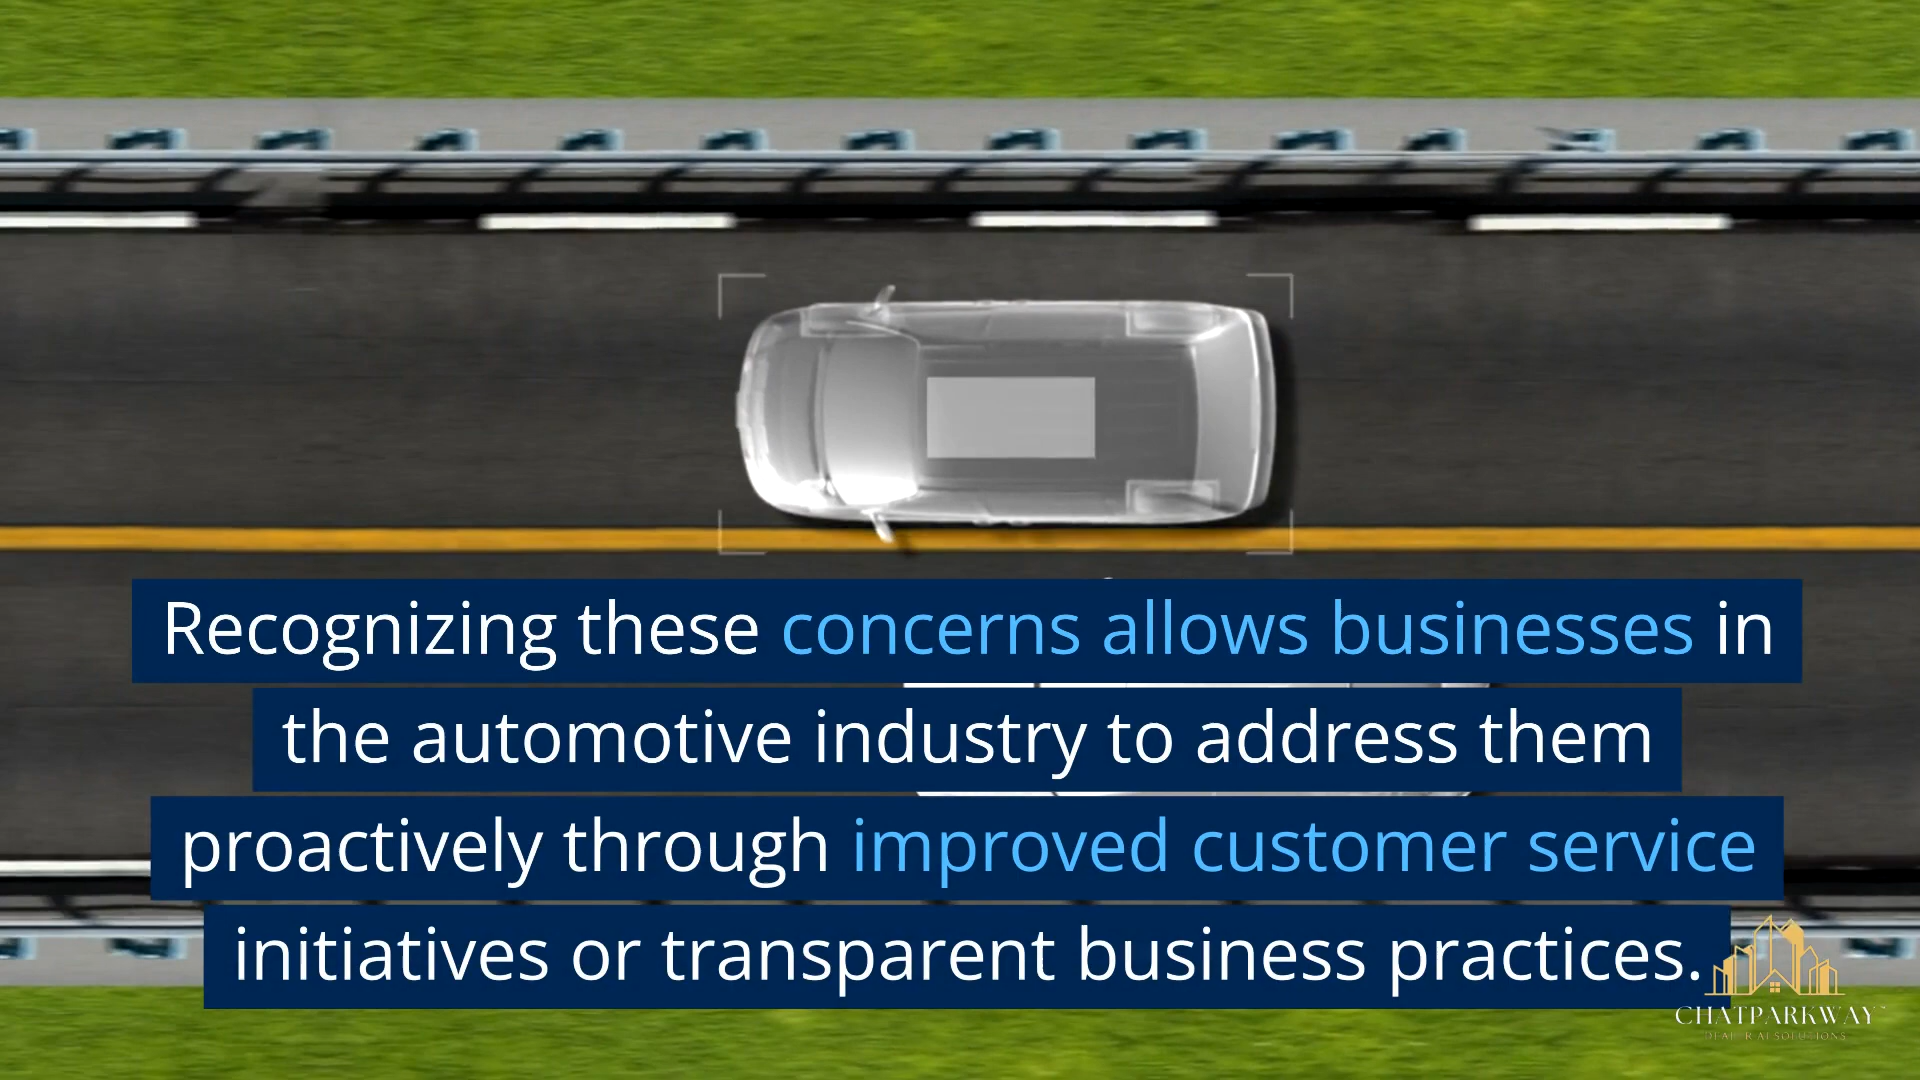 Recognizing these concerns allows businesses in
the automotive industry to address them
proactively through improved customer service
initiatives or transparent business practices.
CHATPARKWAY